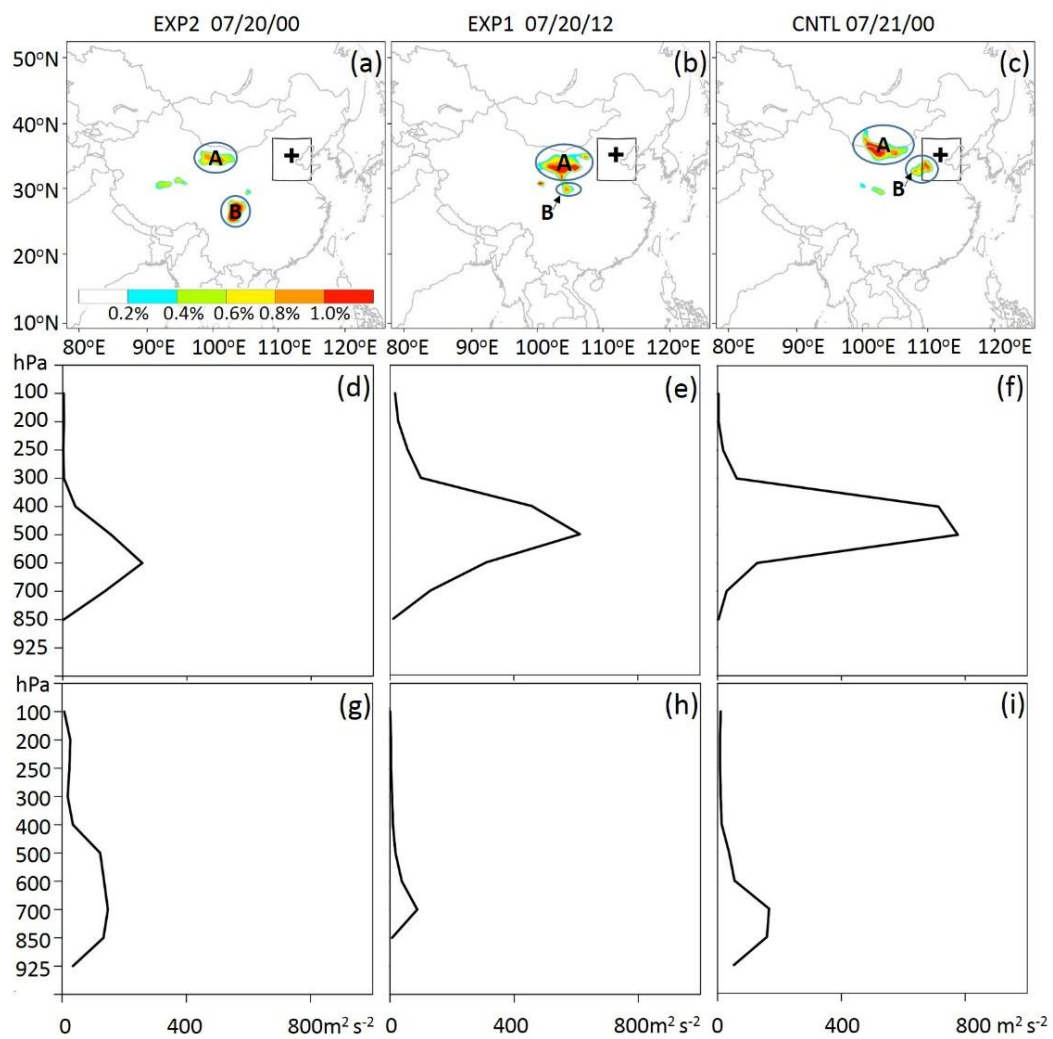 EXP2 07/20/00 EXP1 07/20/12 CNTL 07/21/00
50°N (a) (b) (c)
40°N
A + A + A +
30°N
B B B
20°N
0.2% 0.4% 0.6% 0.8% 1.0%
10°N
80°E 90°E 100°E 110°E 120°E 80°E 90°E 100°E 110°E 120°E 80°E 90°E 100°E 110°E 120°E
hPa (d) (e) (f)
100
200
250
300
400
500
600
700
850
925
hPa (g) (h) (i)
100
200
250
300
400
500
600
700
850
925
0 400 800m² s⁻² 0 400 800m² s⁻² 0 400 800 m² s⁻²